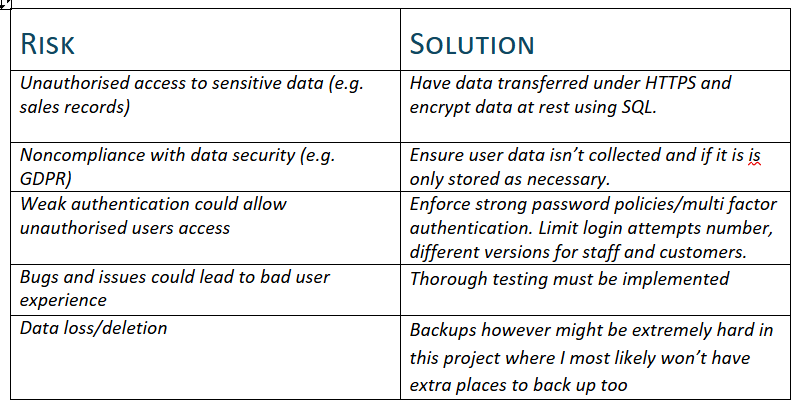 RISK
SOLUTION
Unauthorised access to sensitive data (e.g.
sales records)
Have data transferred under HTTPS and
encrypt data at rest using SQL.
Noncompliance with data security (e.g.
GDPR)
Ensure user data isn’t collected and if it is is
only stored as necessary.
Weak authentication could allow
unauthorised users access
Enforce strong password policies/multi factor
authentication. Limit login attempts number,
different versions for staff and customers.
Bugs and issues could lead to bad user
experience
Thorough testing must be implemented
Data loss/deletion
Backups however might be extremely hard in
this project where I most likely won’t have
extra places to back up too